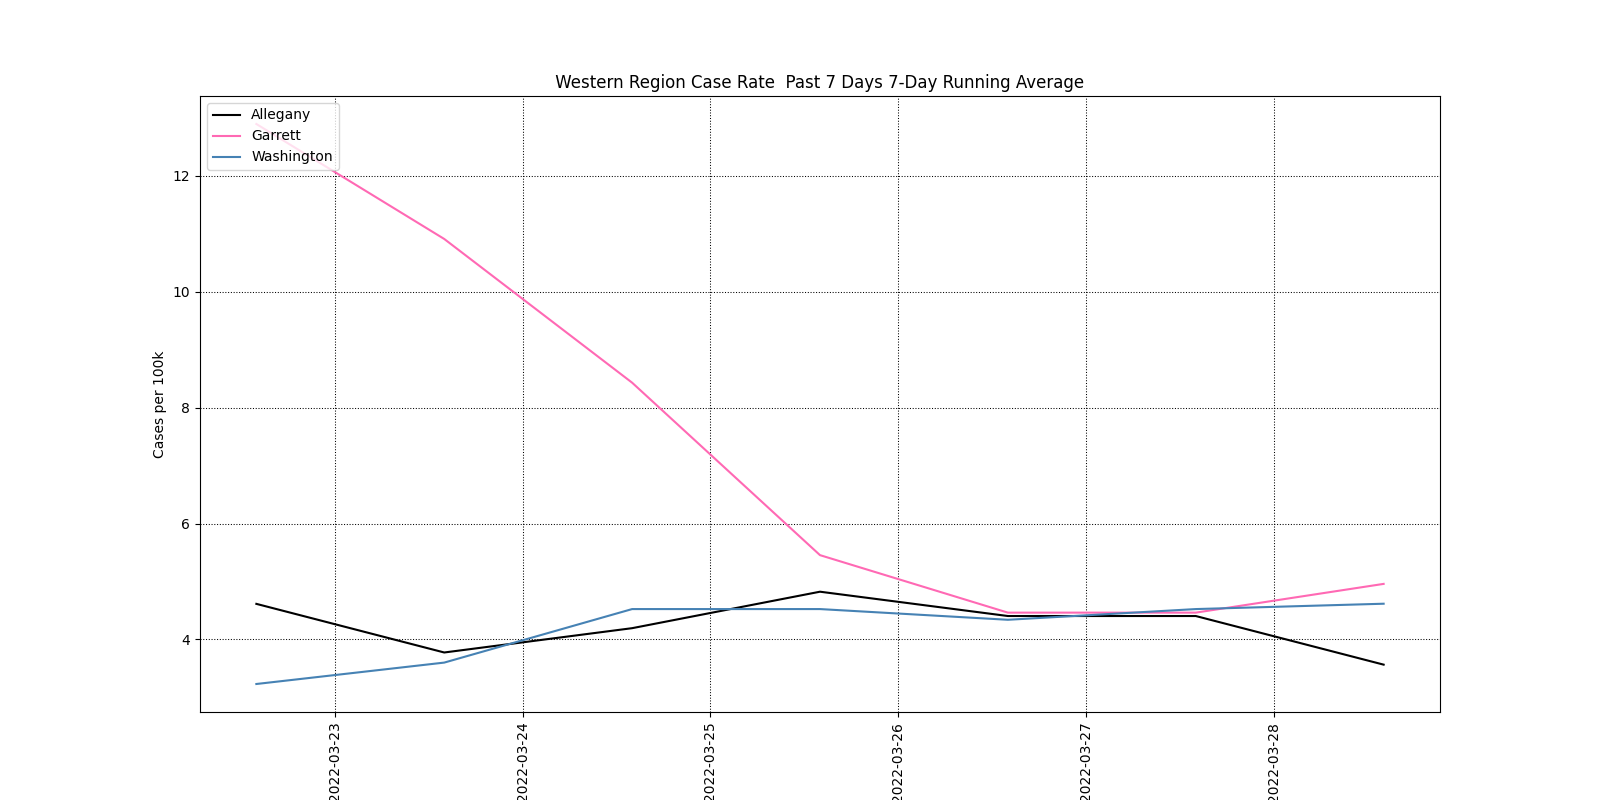 Western Region Case Rate  Past 7 Days 7-Day Running Average
Allegany
Garrett
Washington
12
10
8
6
4
Cases per 100k
2022-03-23
2022-03-24
2022-03-25
2022-03-26
2022-03-27
2022-03-28